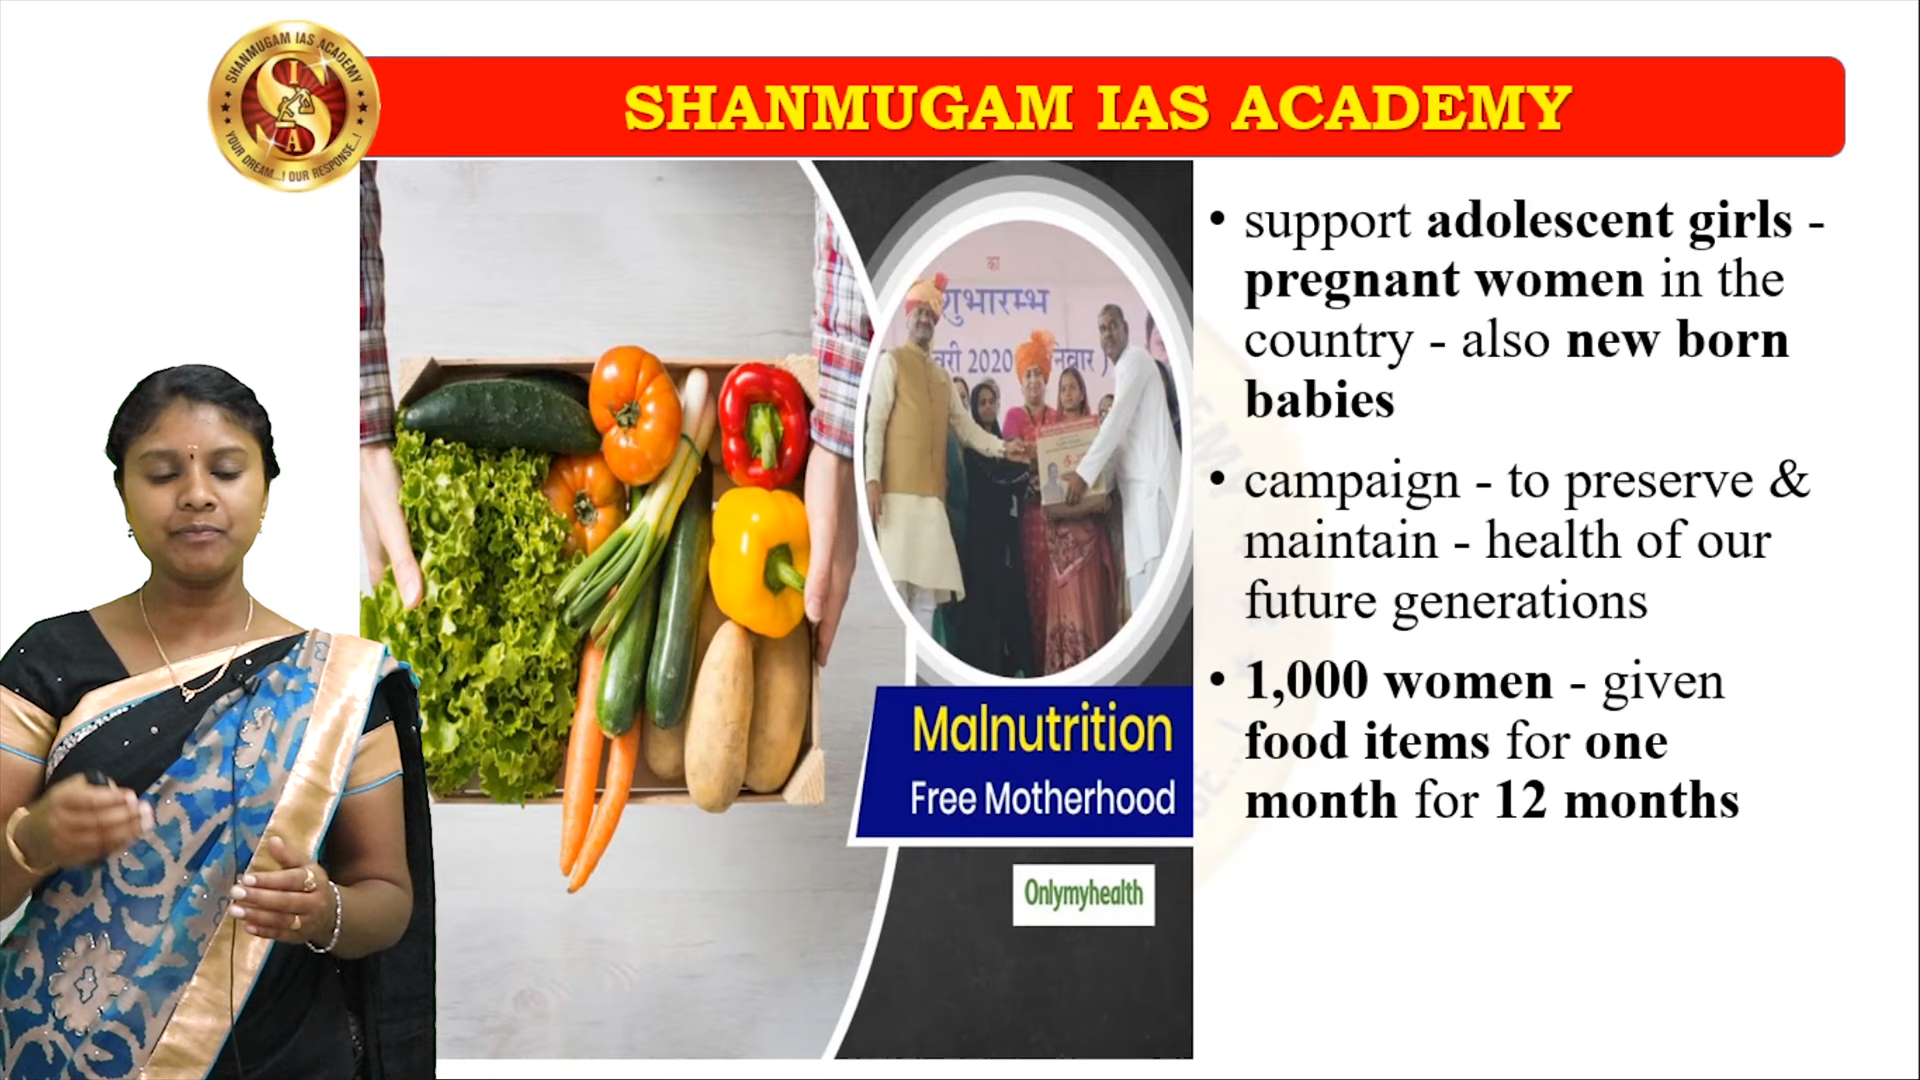 SHANMUGAM IAS ACADEMY
YOUR DREAM...! OUR RESPONSE...!
ISA
SHANMUGAM IAS ACADEMY
का
शुभारम्भ
वरी 2020
निवार )
Malnutrition
Free Motherhood
Onlymyhealth
• support adolescent girls -
pregnant women in the
country - also new born
babies
• campaign - to preserve &
maintain - health of our
future generations
• 1,000 women - given
food items for one
month for 12 months